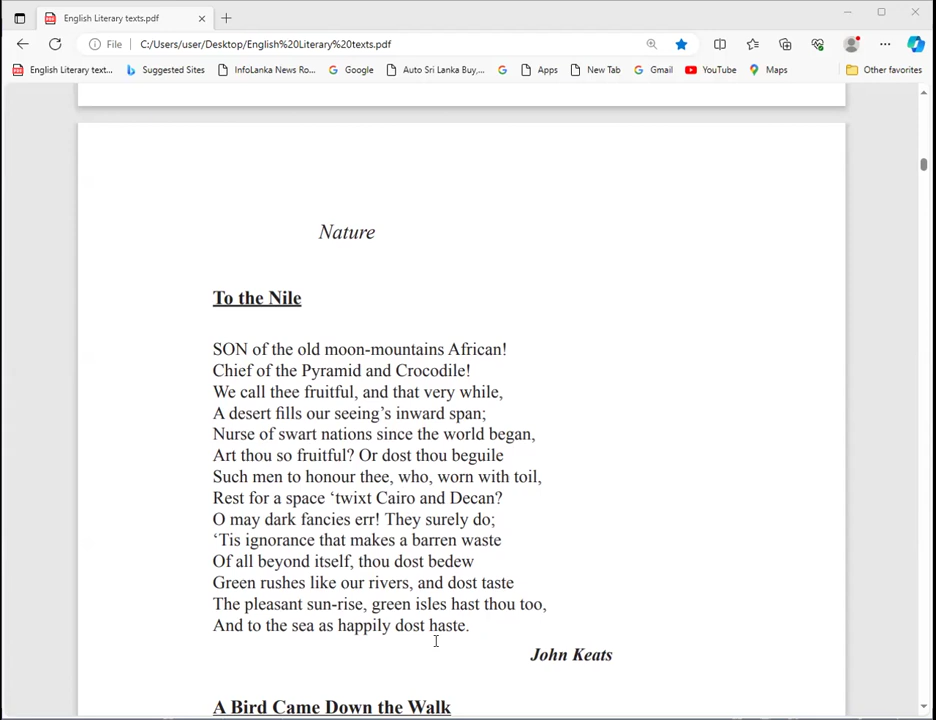 English Literary texts.pdf
File
C:/Users/user/Desktop/English%20Literary%20texts.pdf
English Literary text...
Suggested Sites
InfoLanka News Ro...
Google
Auto Sri Lanka Buy,...
Apps
New Tab
Gmail
YouTube
Maps
Other favorites
Nature
To the Nile
SON of the old moon-mountains African!
Chief of the Pyramid and Crocodile!
We call thee fruitful, and that very while,
A desert fills our seeing’s inward span;
Nurse of swart nations since the world began,
Art thou so fruitful? Or dost thou beguile
Such men to honour thee, who, worn with toil,
Rest for a space ‘twixt Cairo and Decan?
O may dark fancies err! They surely do;
‘Tis ignorance that makes a barren waste
Of all beyond itself, thou dost bedew
Green rushes like our rivers, and dost taste
The pleasant sun-rise, green isles hast thou too,
And to the sea as happily dost haste.
John Keats
A Bird Came Down the Walk